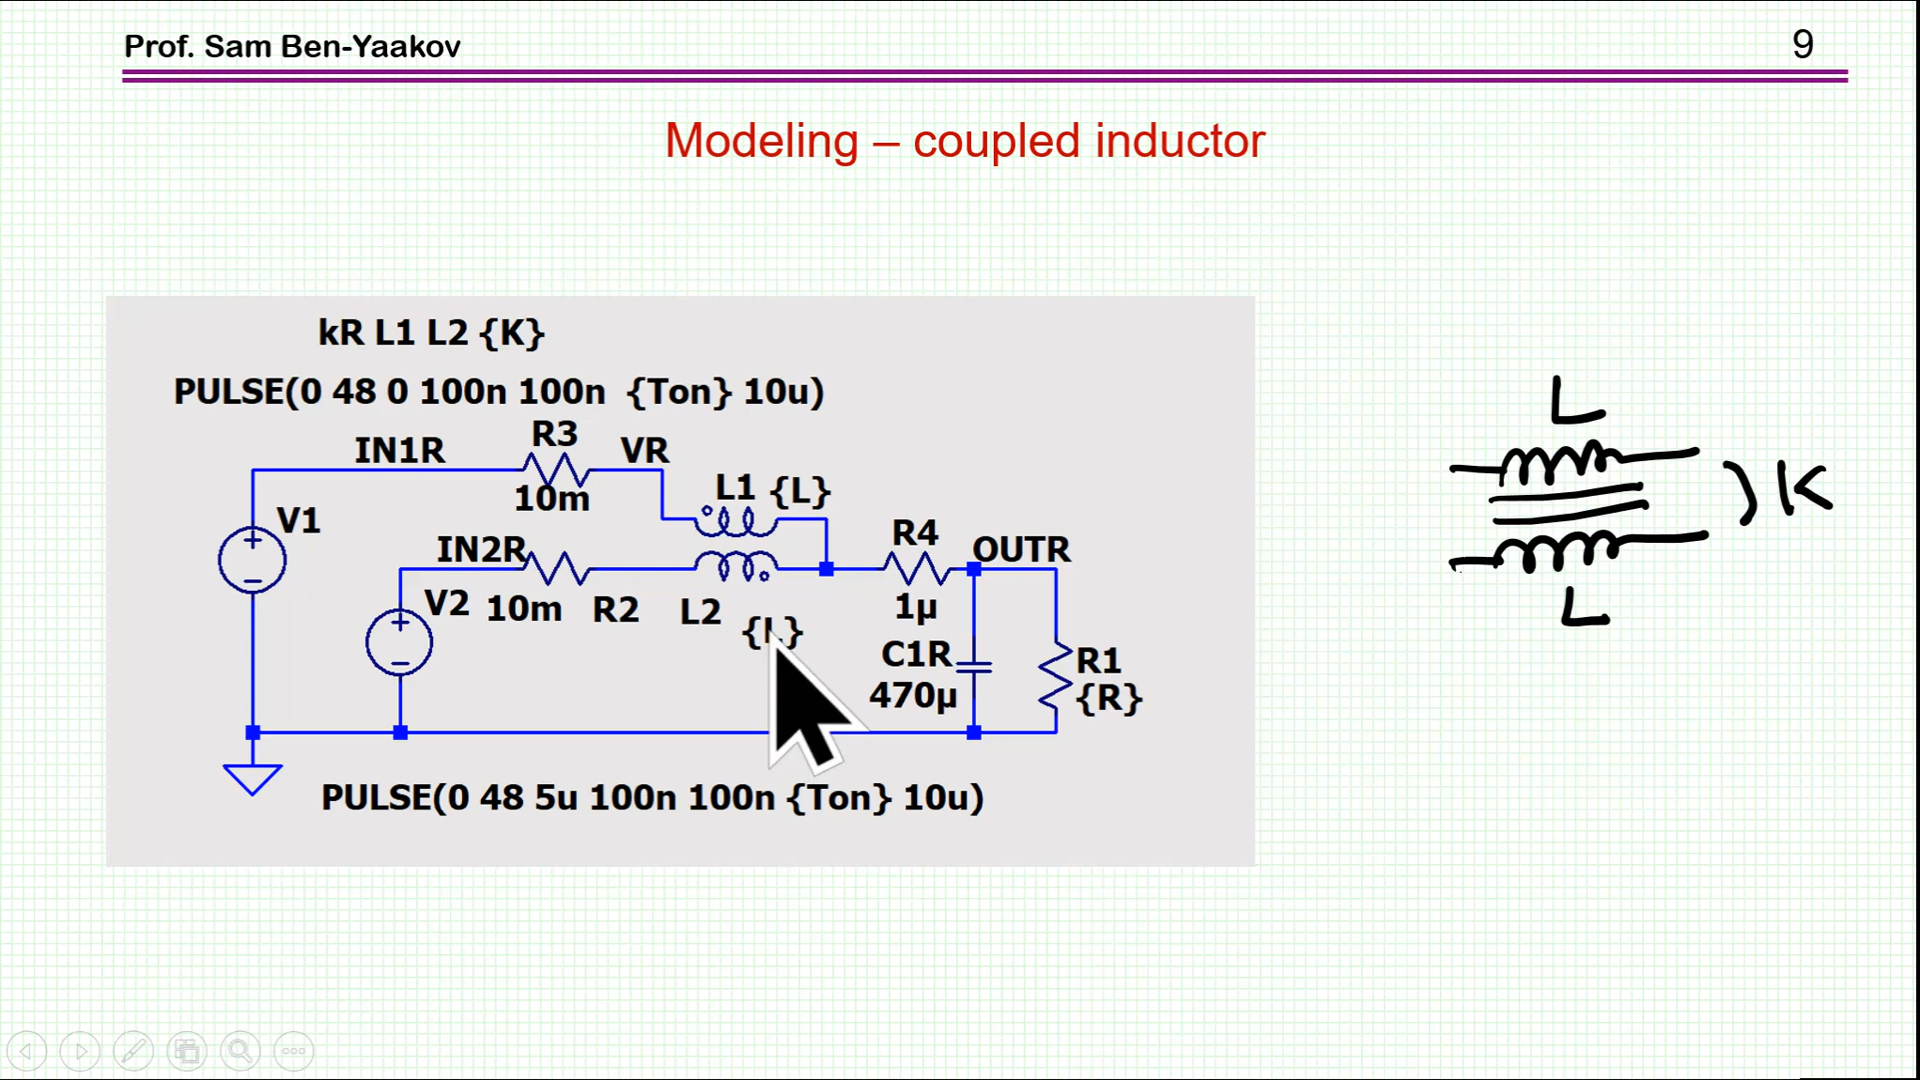 Prof. Sam Ben-Yaakov
9
Modeling – coupled inductor
kR L1 L2 {K}
PULSE(0 48 0 100n 100n {Ton} 10u)
IN1R
R3
VR
10m
L1 {L}
V1
IN2R
R4
OUTR
V2
10m
R2
L2
{L}
1µ
C1R
470µ
R1
{R}
PULSE(0 48 5u 100n 100n {Ton} 10u)
L
K
L